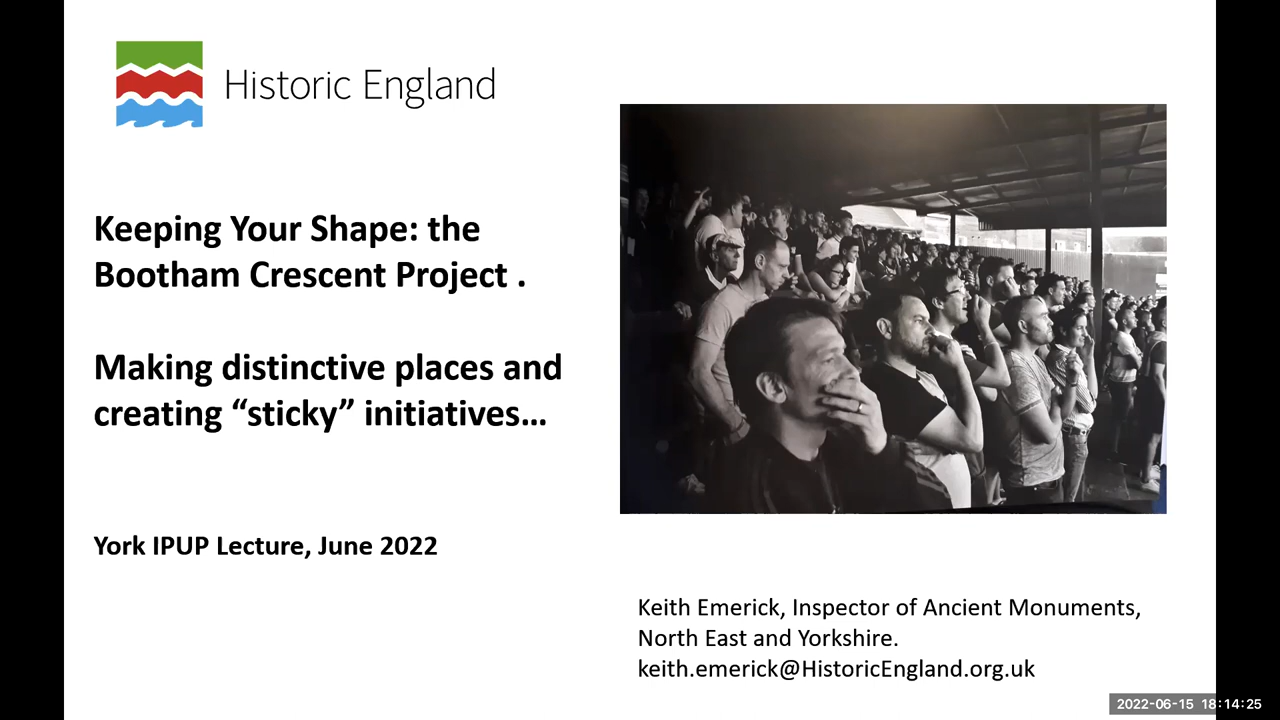 Historic England
Keeping Your Shape: the
Bootham Crescent Project .
Making distinctive places and
creating “sticky” initiatives…
York IPUP Lecture, June 2022
Keith Emerick, Inspector of Ancient Monuments,
North East and Yorkshire.
keith.emerick@HistoricEngland.org.uk
2022-06-15 18:14:25